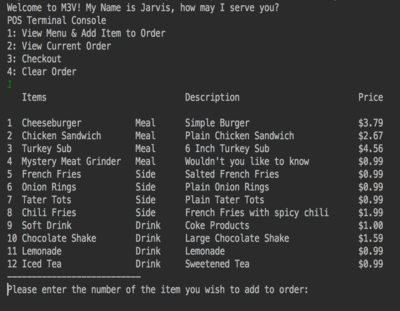 Welcome to M3V! My Name is Jarvis, how may I serve you?
POS Terminal Console
1: View Menu & Add Item to Order
2: View Current Order
3: Checkout
4: Clear Order
1
Items Description Price
1 Cheeseburger Meal Simple Burger $3.79
2 Chicken Sandwich Meal Plain Chicken Sandwich $2.67
3 Turkey Sub Meal 6 Inch Turkey Sub $4.56
4 Mystery Meat Grinder Meal Wouldn't you like to know $0.99
5 French Fries Side Salted French Fries $0.99
6 Onion Rings Side Plain Onion Rings $0.99
7 Tater Tots Side Plain Tater Tots $0.99
8 Chili Fries Side French Fries with spicy chili $1.99
9 Soft Drink Drink Coke Products $1.00
10 Chocolate Shake Drink Large Chocolate Shake $1.59
11 Lemonade Drink Lemonade $0.99
12 Iced Tea Drink Sweetened Tea $0.99
Please enter the number of the item you wish to add to order: